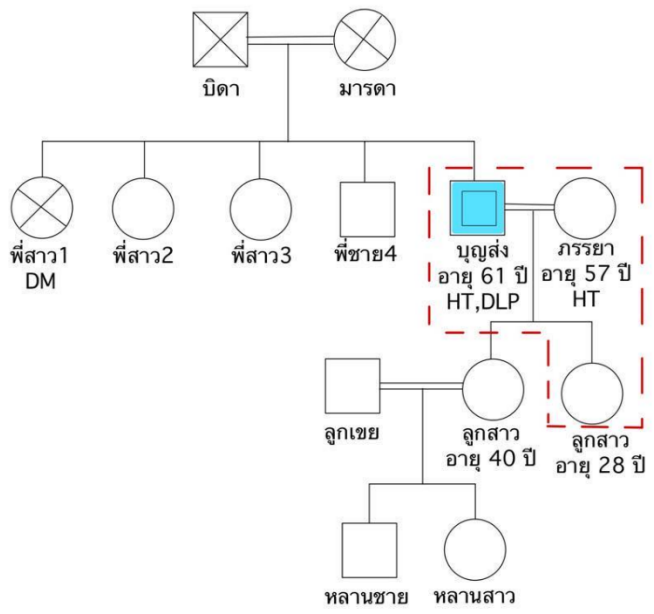 บิดา
มารดา
พี่สาว1
DM
พี่สาว2
พี่สาว3
พี่ชาย4
บุญส่ง
อายุ 61 ปี
HT,DLP
ภรรยา
อายุ 57 ปี
HT
ลูกเขย
ลูกสาว
อายุ 40 ปี
ลูกสาว
อายุ 28 ปี
หลานชาย
หลานสาว